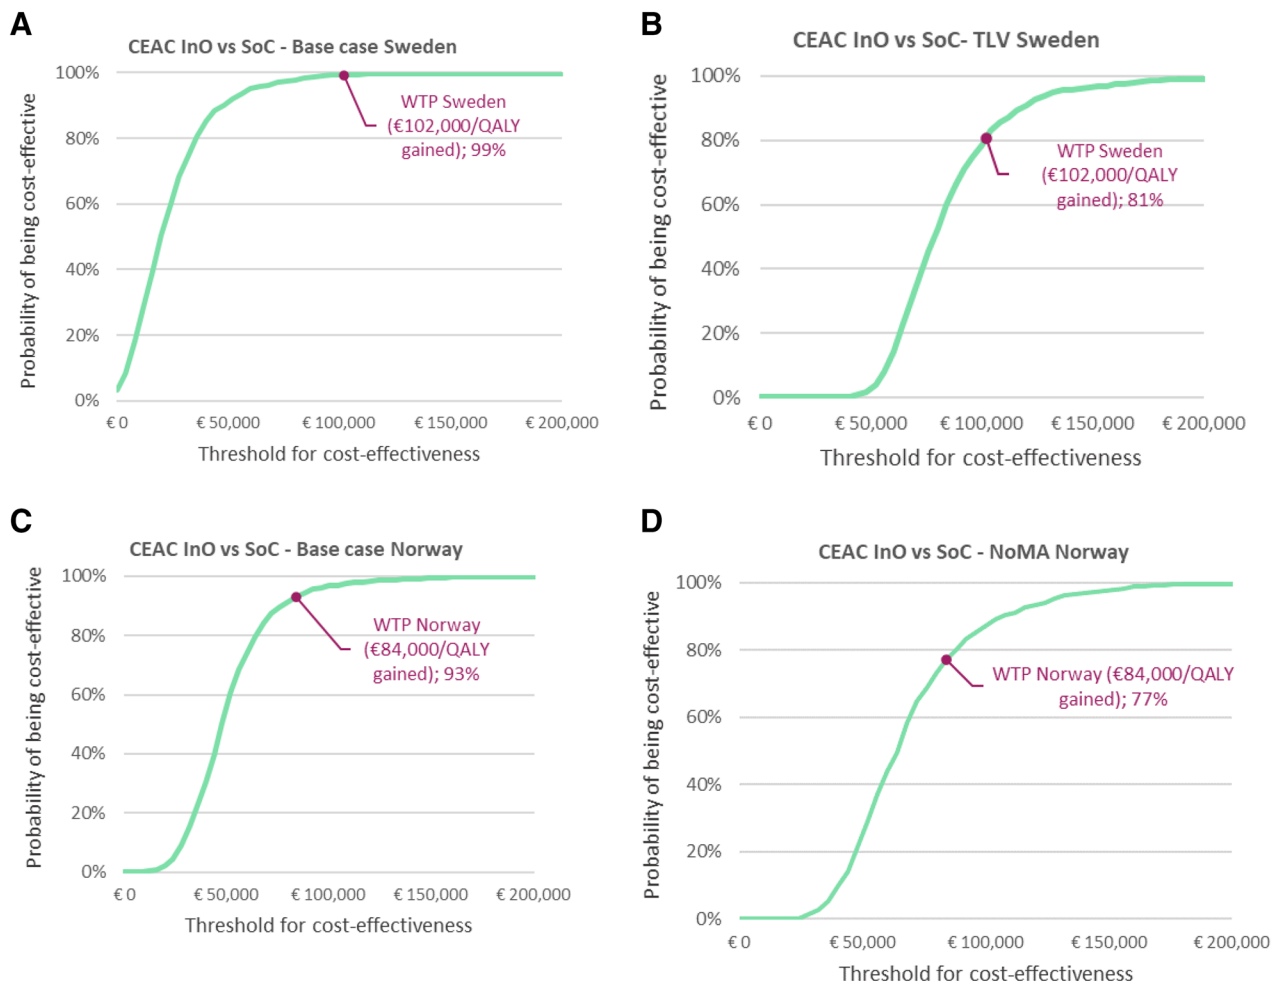 A
CEAC InO vs SoC - Base case Sweden
Probability of being cost-effective
100%
80%
60%
40%
20%
0%
WTP Sweden
(€102,000/QALY
gained); 99%
€ 0
€ 50,000
€ 100,000
€ 150,000
€ 200,000
Threshold for cost-effectiveness
B
CEAC InO vs SoC- TLV Sweden
Probability of being cost-effective
100%
80%
60%
40%
20%
0%
WTP Sweden
(€102,000/QALY
gained); 81%
€ 0
€ 50,000
€ 100,000
€ 150,000
€ 200,000
Threshold for cost-effectiveness
C
CEAC InO vs SoC - Base case Norway
Probability of being cost-effective
100%
80%
60%
40%
20%
0%
WTP Norway
(€84,000/QALY
gained); 93%
€ 0
€ 50,000
€ 100,000
€ 150,000
€ 200,000
Threshold for cost-effectiveness
D
CEAC InO vs SoC - NoMA Norway
Probability of being cost-effective
100%
80%
60%
40%
20%
0%
WTP Norway (€84,000/QALY
gained); 77%
€ 0
€ 50,000
€ 100,000
€ 150,000
€ 200,000
Threshold for cost-effectiveness